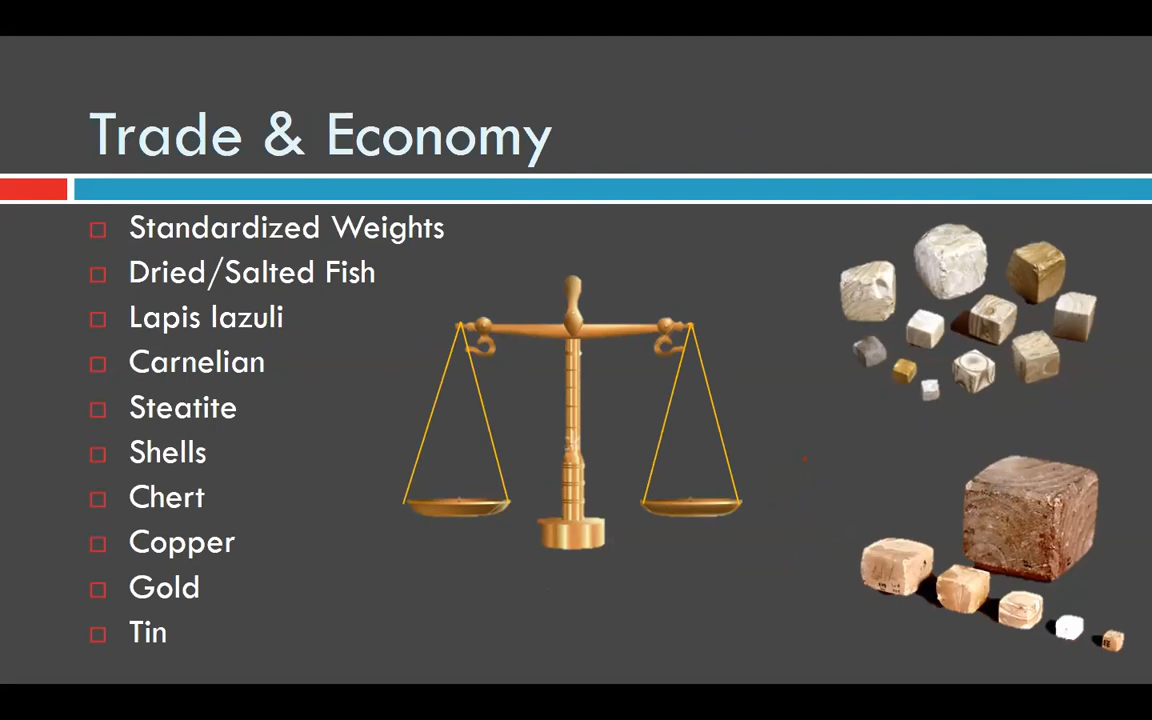 Trade & Economy
Standardized Weights
Dried/Salted Fish
Lapis lazuli
Carnelian
Steatite
Shells
Chert
Copper
Gold
Tin